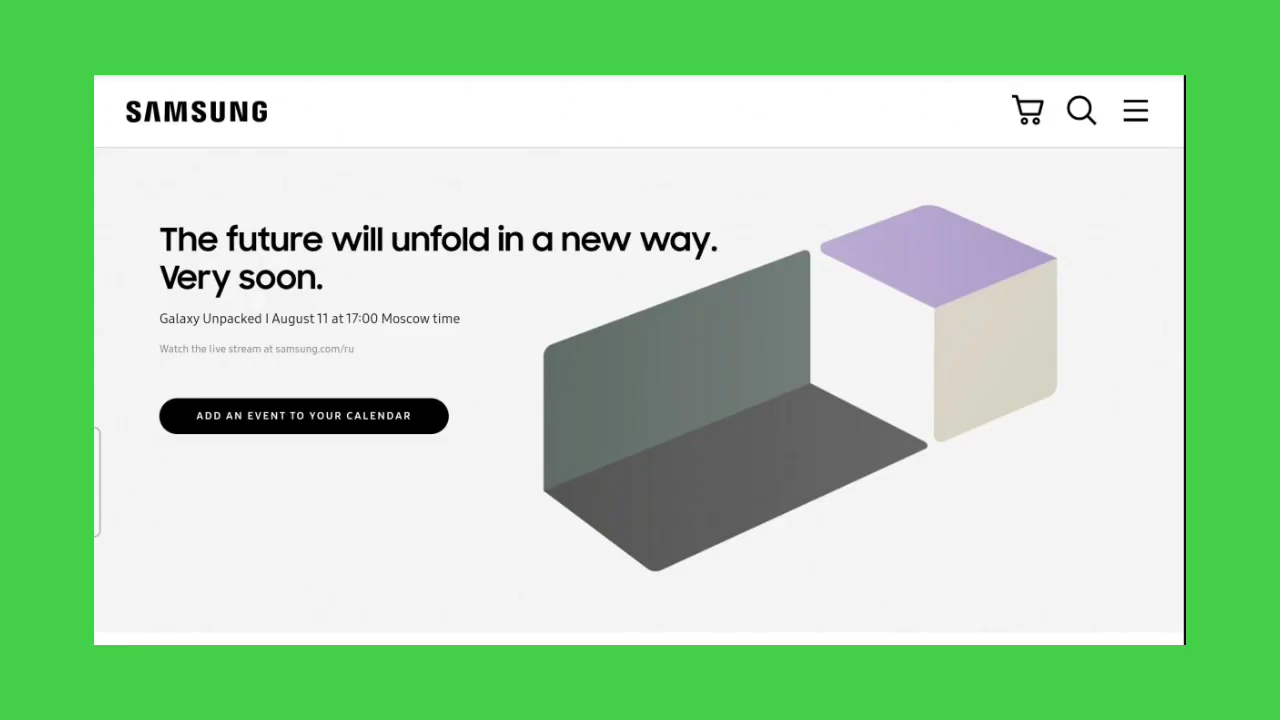 SAMSUNG
The future will unfold in a new way.
Very soon.
Galaxy Unpacked I August 11 at 17:00 Moscow time
Watch the live stream at samsung.com/ru
ADD AN EVENT TO YOUR CALENDAR